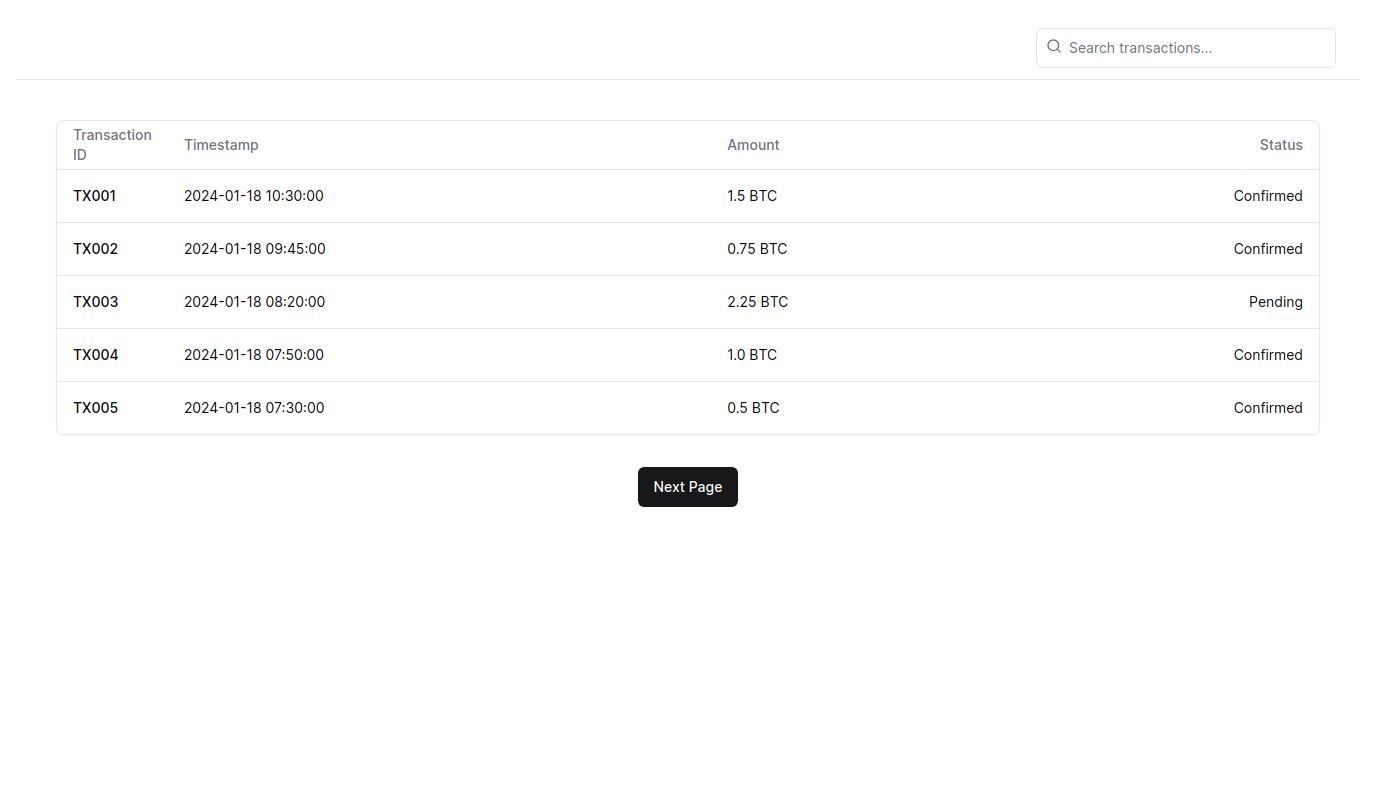 Search transactions...
Transaction ID Timestamp Amount Status
TX001 2024-01-18 10:30:00 1.5 BTC Confirmed
TX002 2024-01-18 09:45:00 0.75 BTC Confirmed
TX003 2024-01-18 08:20:00 2.25 BTC Pending
TX004 2024-01-18 07:50:00 1.0 BTC Confirmed
TX005 2024-01-18 07:30:00 0.5 BTC Confirmed
Next Page